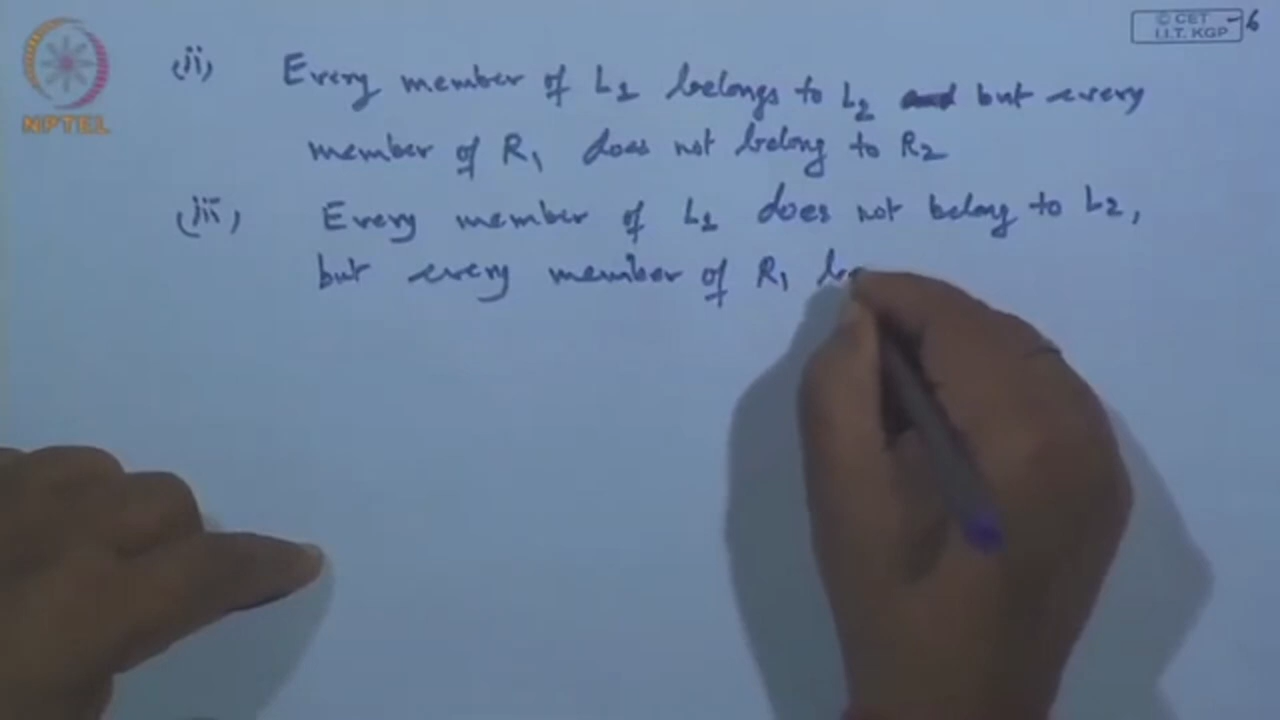 © CET
I.I.T. KGP
-6
NPTEL
(ii) Every member of L1 belongs to L2 but every
member of R1 does not belong to R2
(iii) Every member of L1 does not belong to L2,
but every member of R1